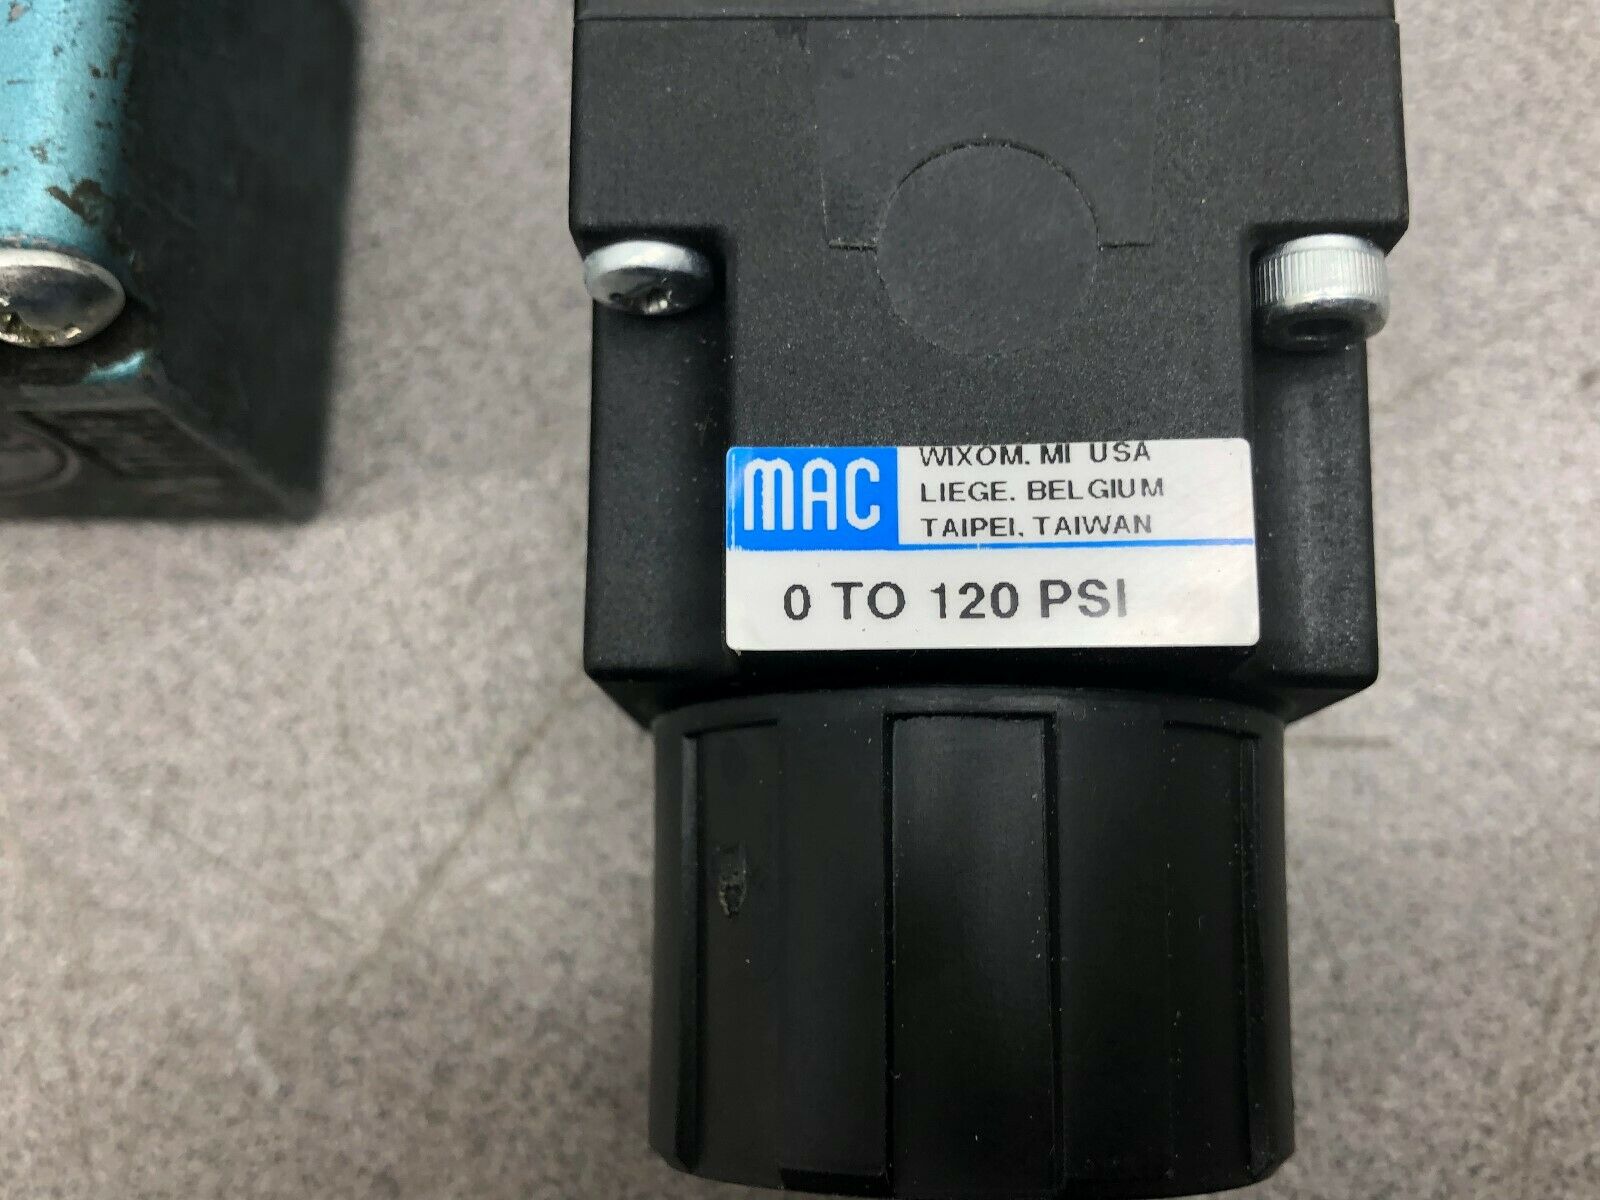 MAC
WIXOM, MI USA
LIEGE, BELGIUM
TAIPEI, TAIWAN
0 TO 120 PSI